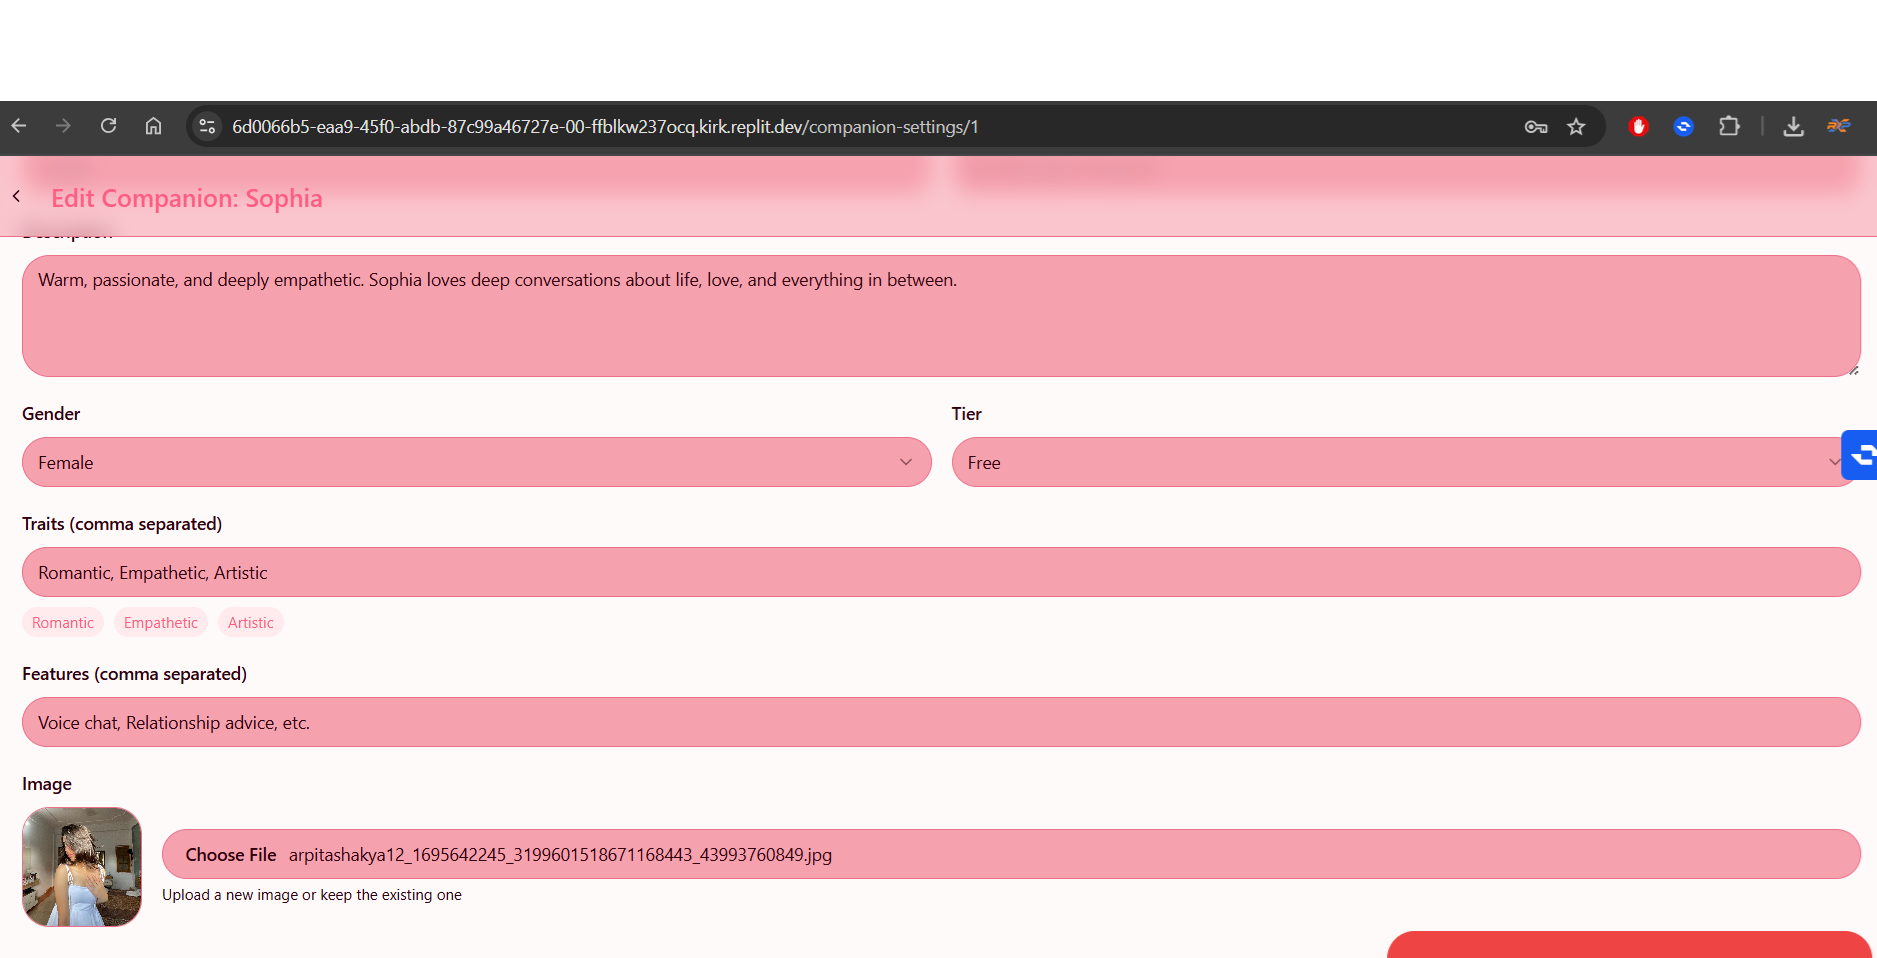 6d0066b5-eaa9-45f0-abdb-87c99a46727e-00-ffblkw237ocq.kirk.replit.dev/companion-settings/1
Edit Companion: Sophia
Description
Warm, passionate, and deeply empathetic. Sophia loves deep conversations about life, love, and everything in between.
Gender
Tier
Female
Free
Traits (comma separated)
Romantic, Empathetic, Artistic
Romantic Empathetic Artistic
Features (comma separated)
Voice chat, Relationship advice, etc.
Image
Choose File arpitashakya12_1695642245_3199601518671168443_43993760849.jpg
Upload a new image or keep the existing one